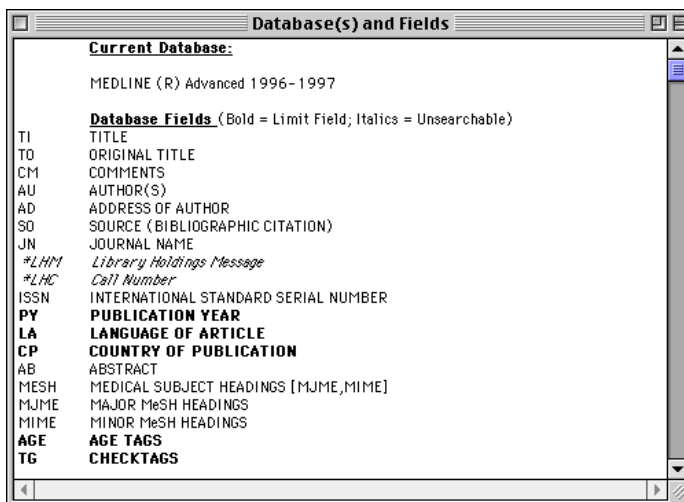 Database(s) and Fields
Current Database:
MEDLINE (R) Advanced 1996-1997
Database Fields (Bold = Limit Field; Italics = Unsearchable)
TI TITLE
TO ORIGINAL TITLE
CM COMMENTS
AU AUTHOR(S)
AD ADDRESS OF AUTHOR
SO SOURCE (BIBLIOGRAPHIC CITATION)
JN JOURNAL NAME
*LHM Library Holdings Message
*LHC Call Number
ISSN INTERNATIONAL STANDARD SERIAL NUMBER
PY PUBLICATION YEAR
LA LANGUAGE OF ARTICLE
CP COUNTRY OF PUBLICATION
AB ABSTRACT
MESH MEDICAL SUBJECT HEADINGS [MJME,MIME]
MJME MAJOR MeSH HEADINGS
MIME MINOR MeSH HEADINGS
AGE AGE TAGS
TG CHECKTAGS